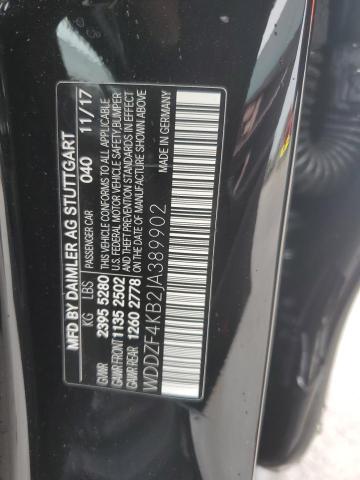 MFD BY DAIMLER AG STUTTGART
PASSENGER CAR 040 11/17
KG LBS
GVWR 2395 5280
GAWR FRONT 1135 2502
GAWR REAR 1260 2778
THIS VEHICLE CONFORMS TO ALL APPLICABLE
U.S. FEDERAL MOTOR VEHICLE SAFETY, BUMPER
AND THEFT PREVENTION STANDARDS IN EFFECT
ON THE DATE OF MANUFACTURE SHOWN ABOVE
MADE IN GERMANY
WDDZF4KB2JA389902